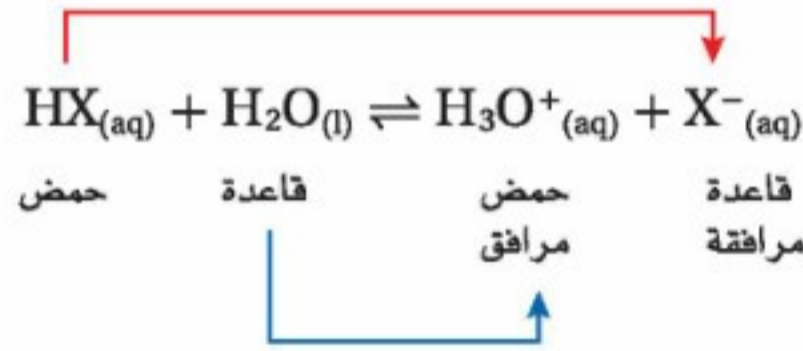 HX(aq) + H₂O(l) ⇌ H₃O⁺(aq) + X⁻(aq)
حمض قاعدة حمض قاعدة
مرافق مرافقة